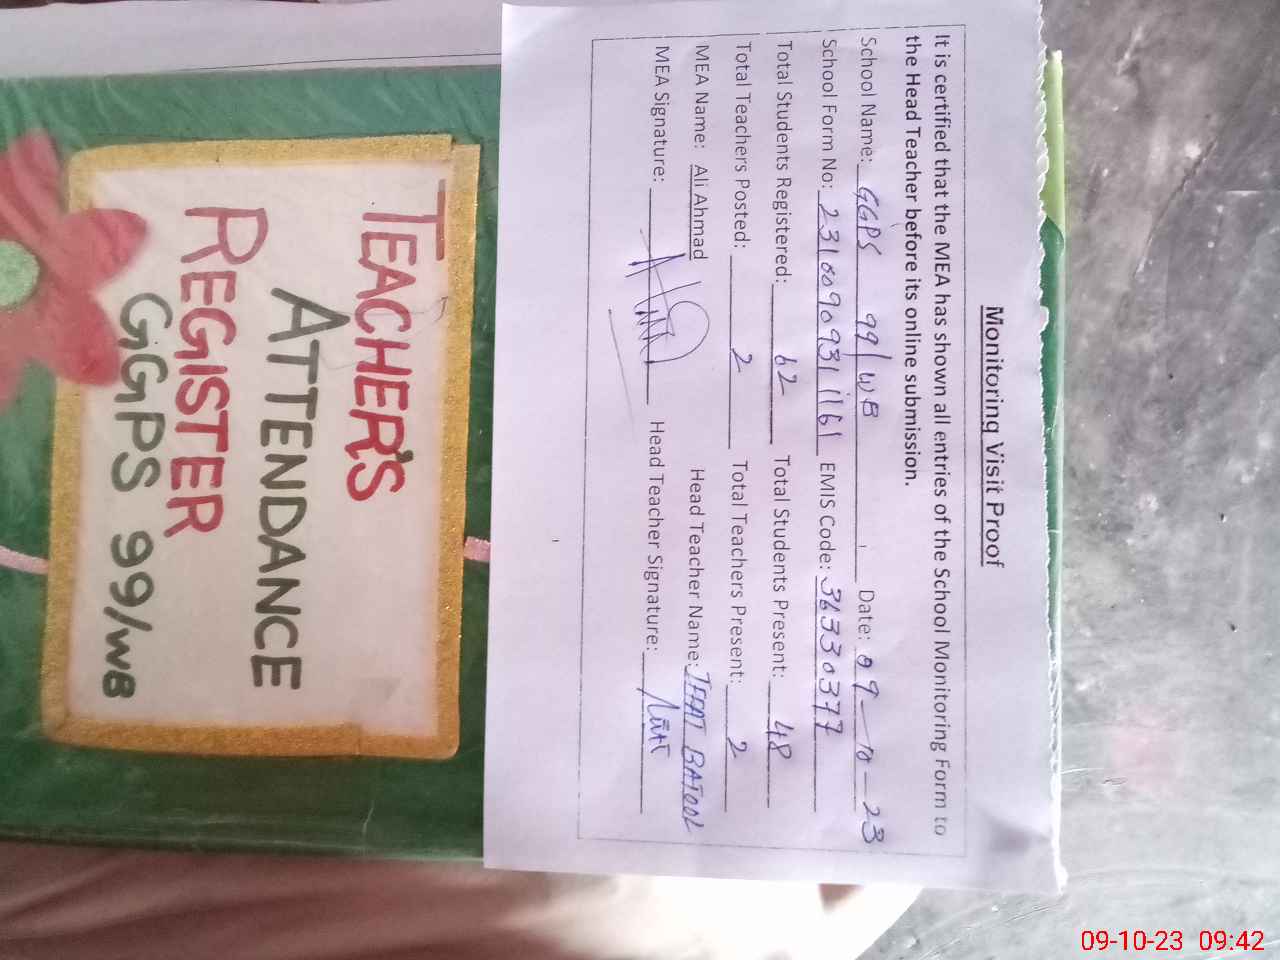 Monitoring Visit Proof
It is certified that the MEA has shown all entries of the School Monitoring Form to
the Head Teacher before its online submission.
School Name: GGPS 99/WB Date: 09-10-23
School Form No: EMIS Code: 36330377
Total Students Registered: 62 Total Students Present: 48
Total Teachers Posted: 2 Total Teachers Present: 2
MEA Name: Ali Ahmad Head Teacher Name: IFFAT BATOOL
MEA Signature: Head Teacher Signature:
TEACHER'S
ATTENDANCE
REGISTER
GGPS 99/WB
09-10-23 09:42